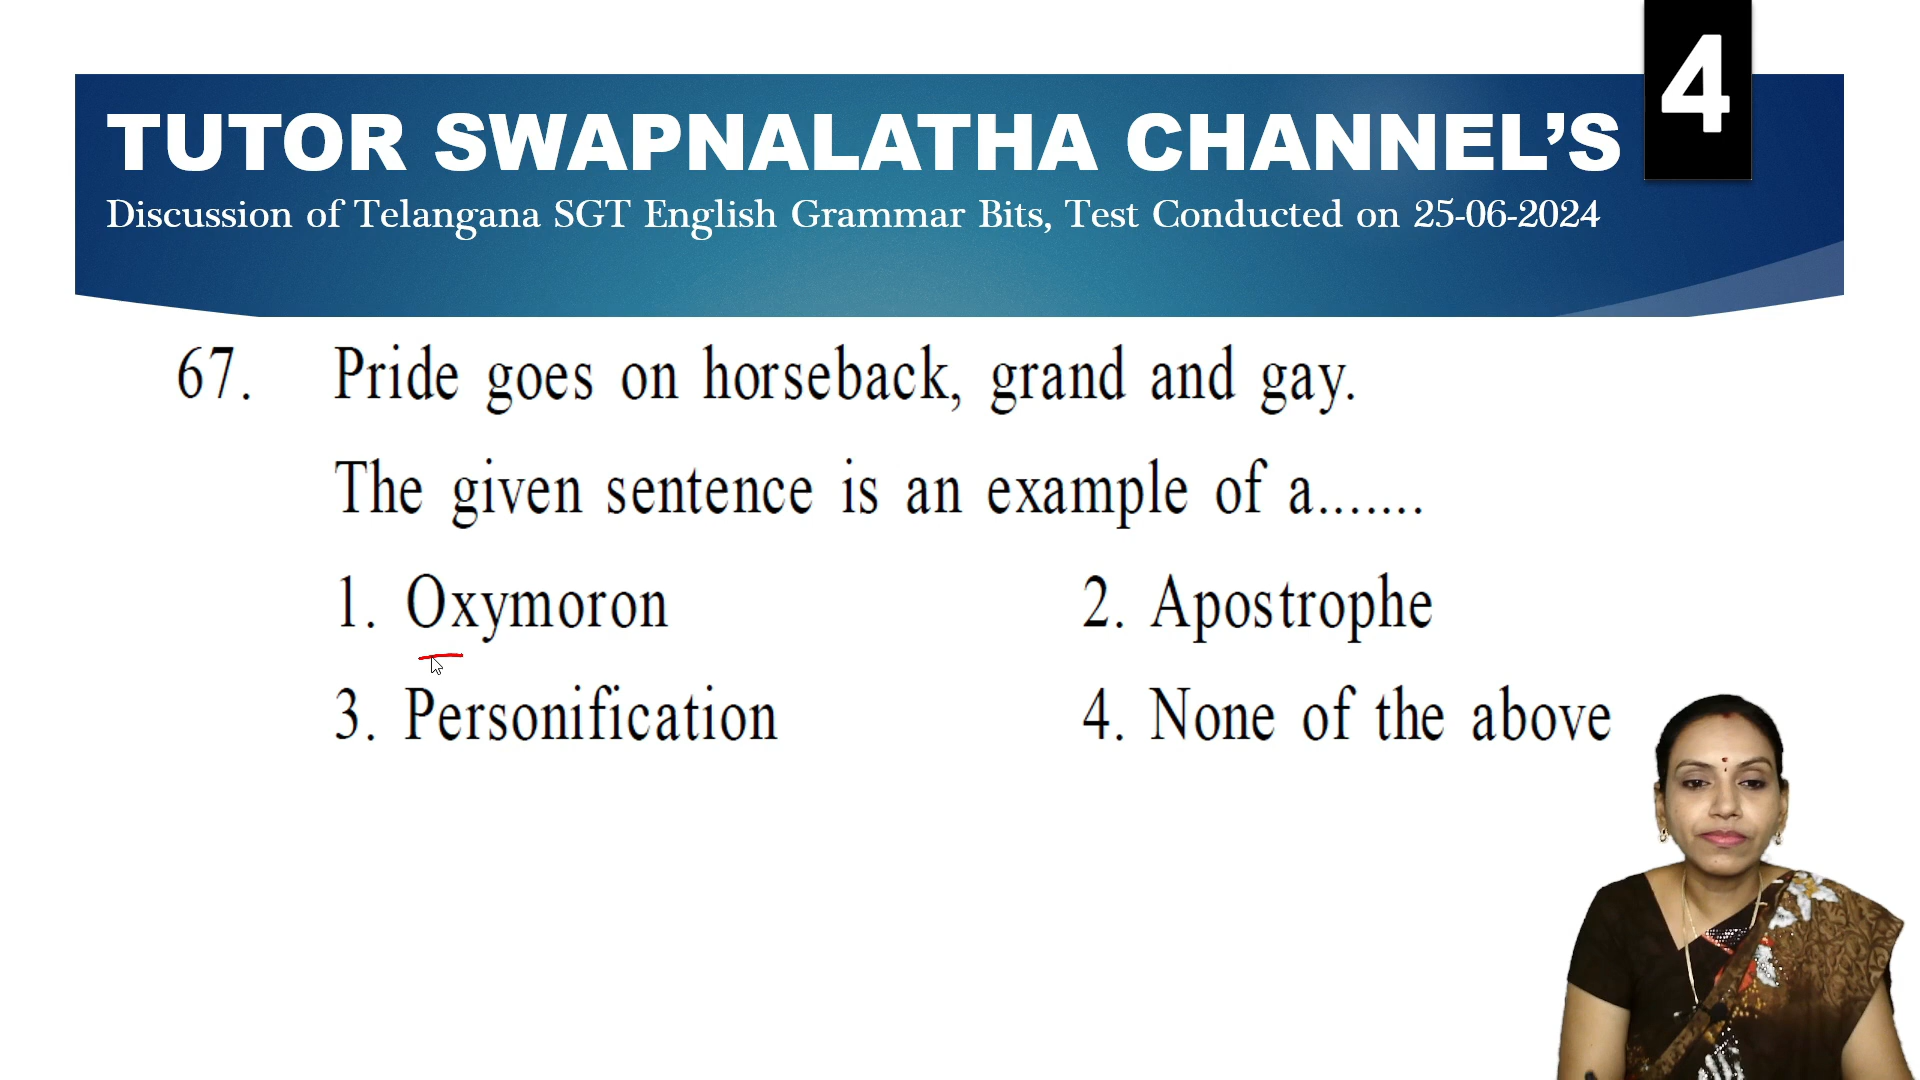 4
TUTOR SWAPNALATHA CHANNEL’S
Discussion of Telangana SGT English Grammar Bits, Test Conducted on 25-06-2024
67. Pride goes on horseback, grand and gay.
The given sentence is an example of a.......
1. Oxymoron 2. Apostrophe
3. Personification 4. None of the above